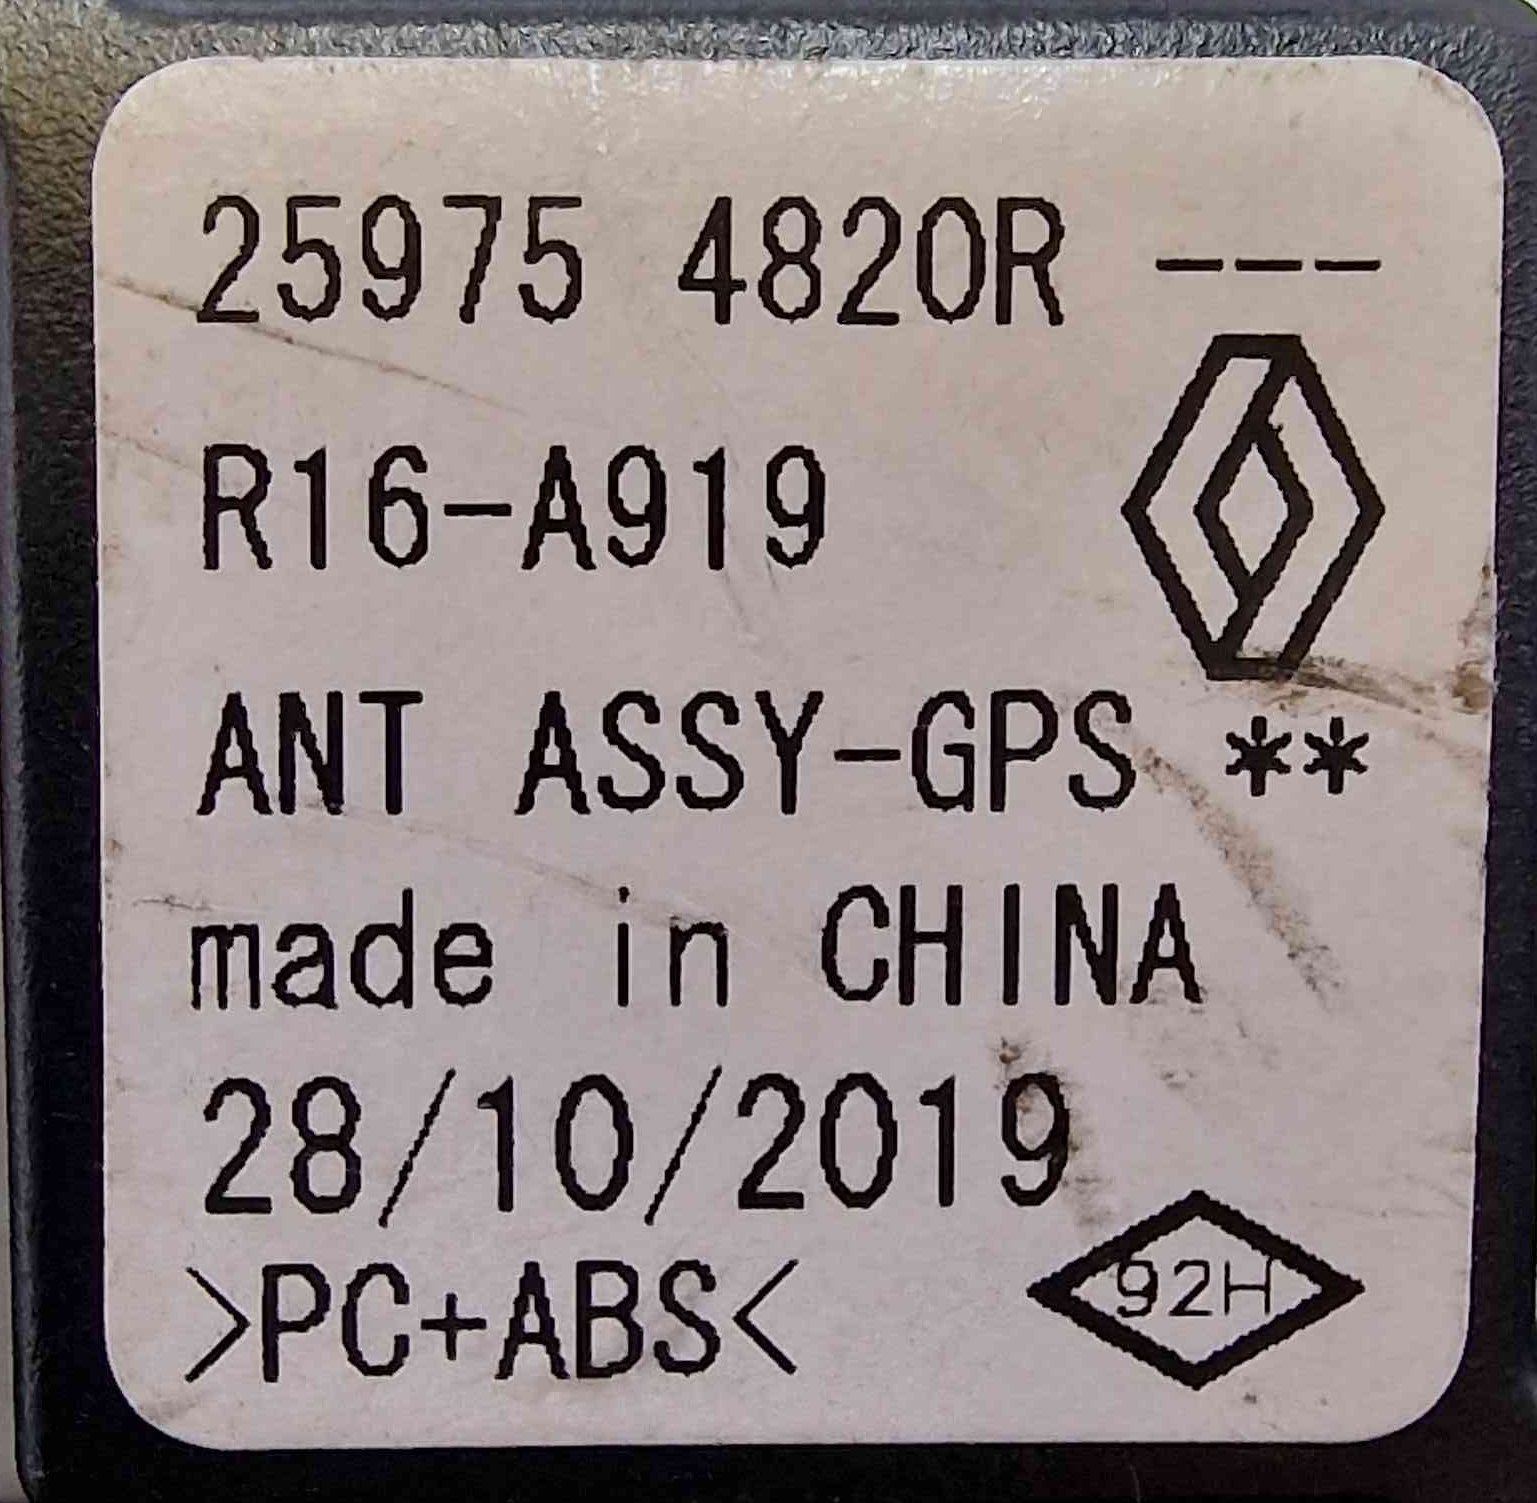 25975 4820R ---
R16-A919
ANT ASSY-GPS **
made in CHINA
28/10/2019
>PC+ABS<
92H